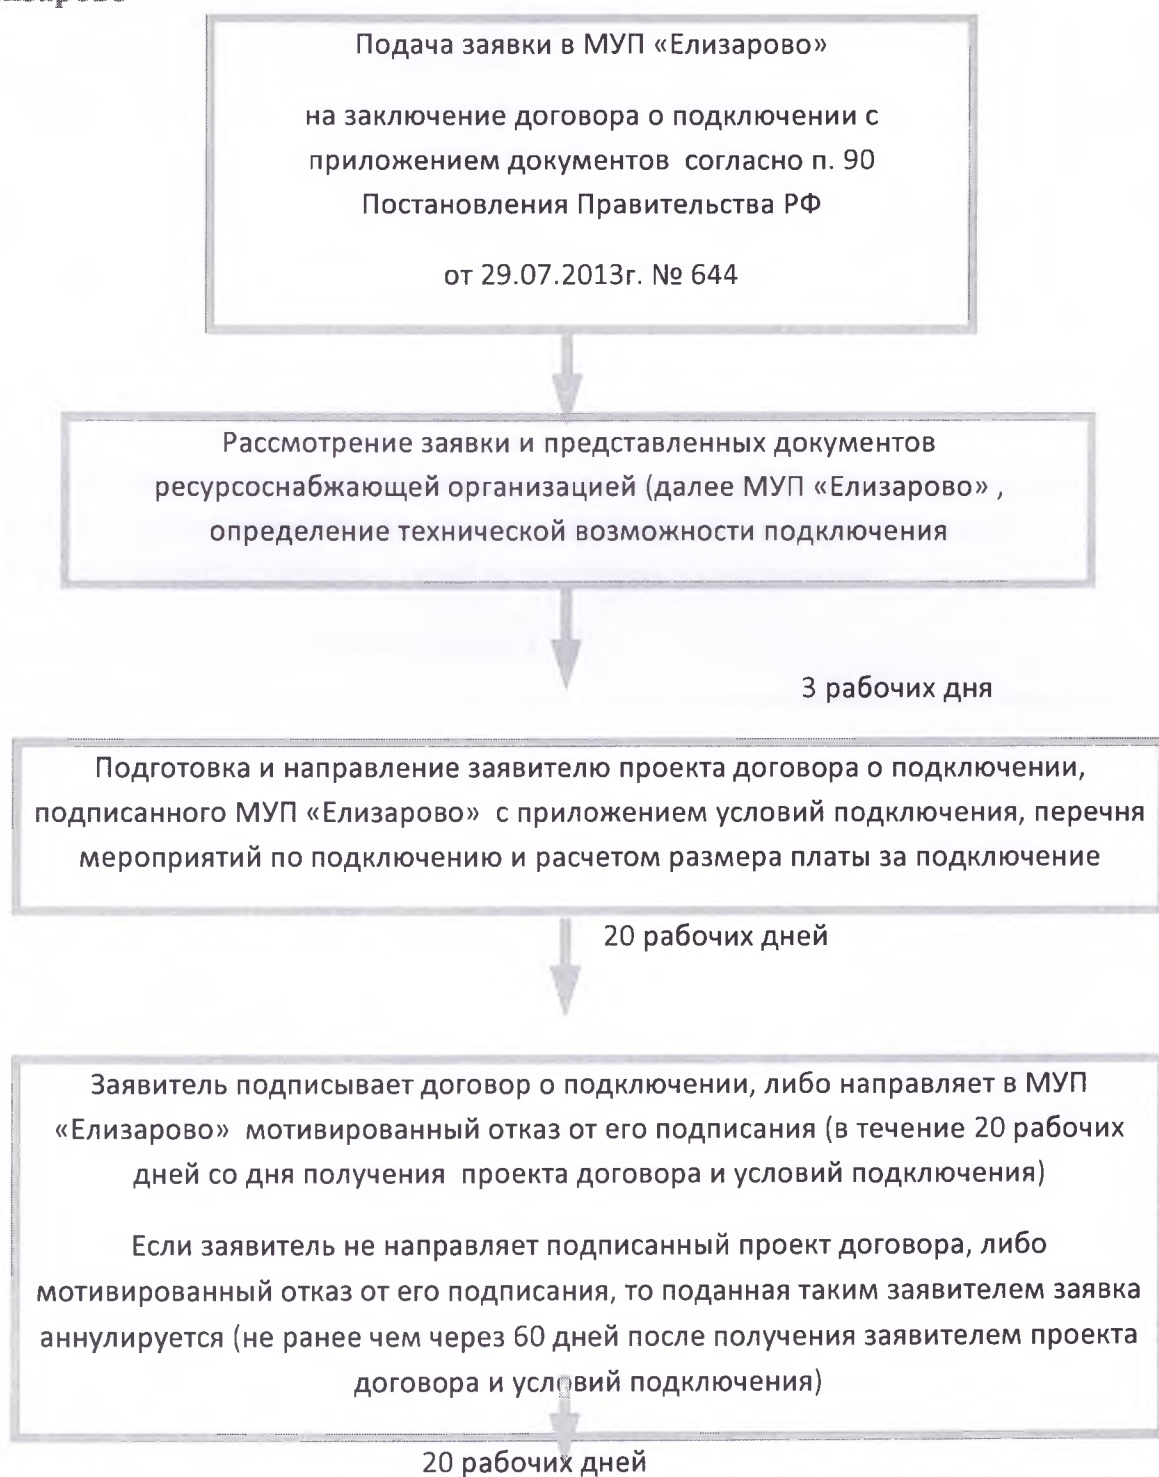 Подача заявки в МУП «Елизарово»
на заключение договора о подключении с
приложением документов согласно п. 90
Постановления Правительства РФ
от 29.07.2013г. № 644
Рассмотрение заявки и представленных документов
ресурсоснабжающей организацией (далее МУП «Елизарово» ,
определение технической возможности подключения
3 рабочих дня
Подготовка и направление заявителю проекта договора о подключении,
подписанного МУП «Елизарово» с приложением условий подключения, перечня
мероприятий по подключению и расчетом размера платы за подключение
20 рабочих дней
Заявитель подписывает договор о подключении, либо направляет в МУП
«Елизарово» мотивированный отказ от его подписания (в течение 20 рабочих
дней со дня получения проекта договора и условий подключения)
Если заявитель не направляет подписанный проект договора, либо
мотивированный отказ от его подписания, то поданная таким заявителем заявка
аннулируется (не ранее чем через 60 дней после получения заявителем проекта
договора и условий подключения)
20 рабочих дней